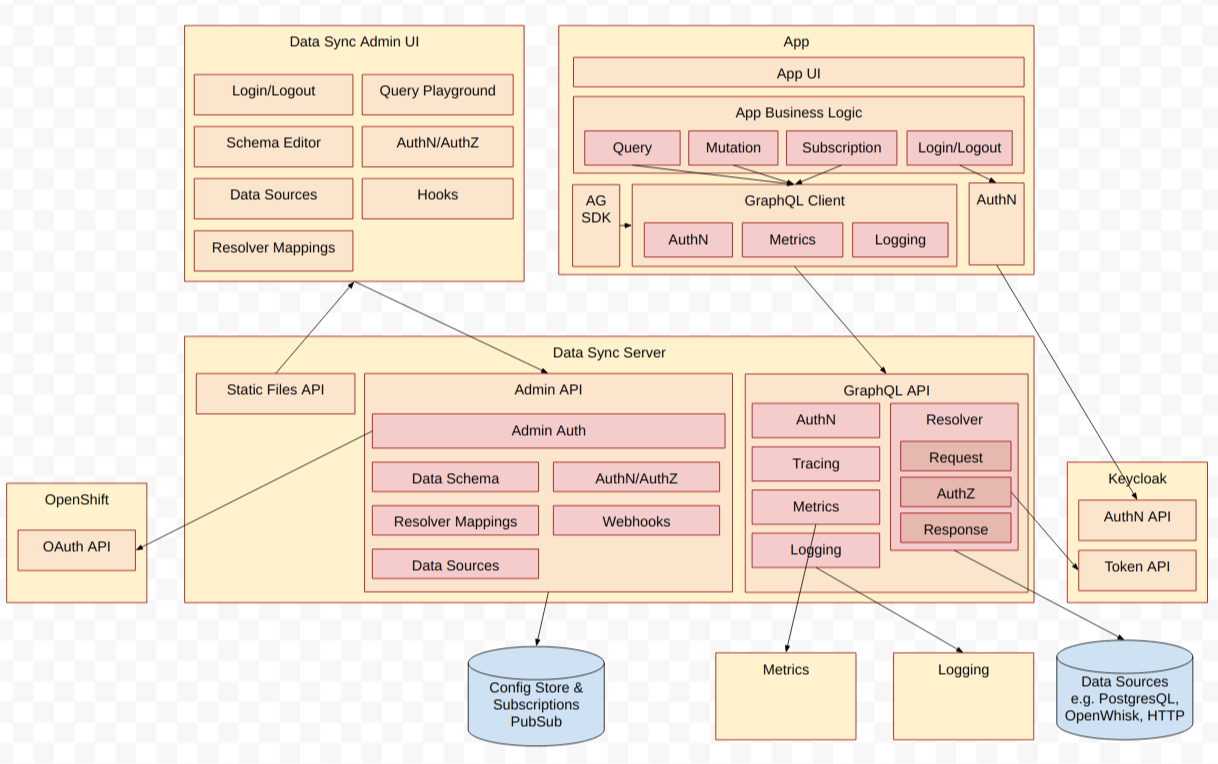 Data Sync Admin UI
Login/Logout
Query Playground
Schema Editor
AuthN/AuthZ
Data Sources
Hooks
Resolver Mappings
App
App UI
App Business Logic
Query
Mutation
Subscription
Login/Logout
AG
SDK
GraphQL Client
AuthN
Metrics
Logging
AuthN
Data Sync Server
Static Files API
Admin API
Admin Auth
Data Schema
AuthN/AuthZ
Resolver Mappings
Webhooks
Data Sources
GraphQL API
AuthN
Tracing
Metrics
Logging
Resolver
Request
AuthZ
Response
OpenShift
OAuth API
Keycloak
AuthN API
Token API
Config Store &
Subscriptions
PubSub
Metrics
Logging
Data Sources
e.g. PostgresQL,
OpenWhisk, HTTP